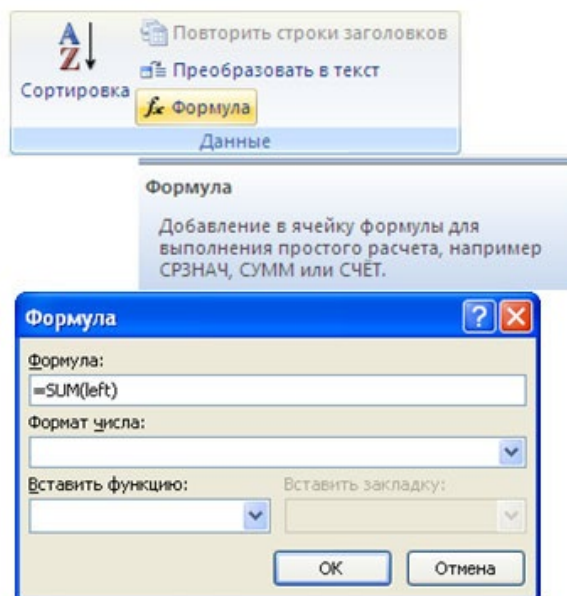 A
Z
Сортировка
Повторить строки заголовков
Преобразовать в текст
fx Формула
Данные
Формула
Добавление в ячейку формулы для
выполнения простого расчета, например
СРЗНАЧ, СУММ или СЧЁТ.
Формула
?
Формула:
=SUM(left)
Формат числа:
Вставить функцию:
Вставить закладку:
ОК
Отмена